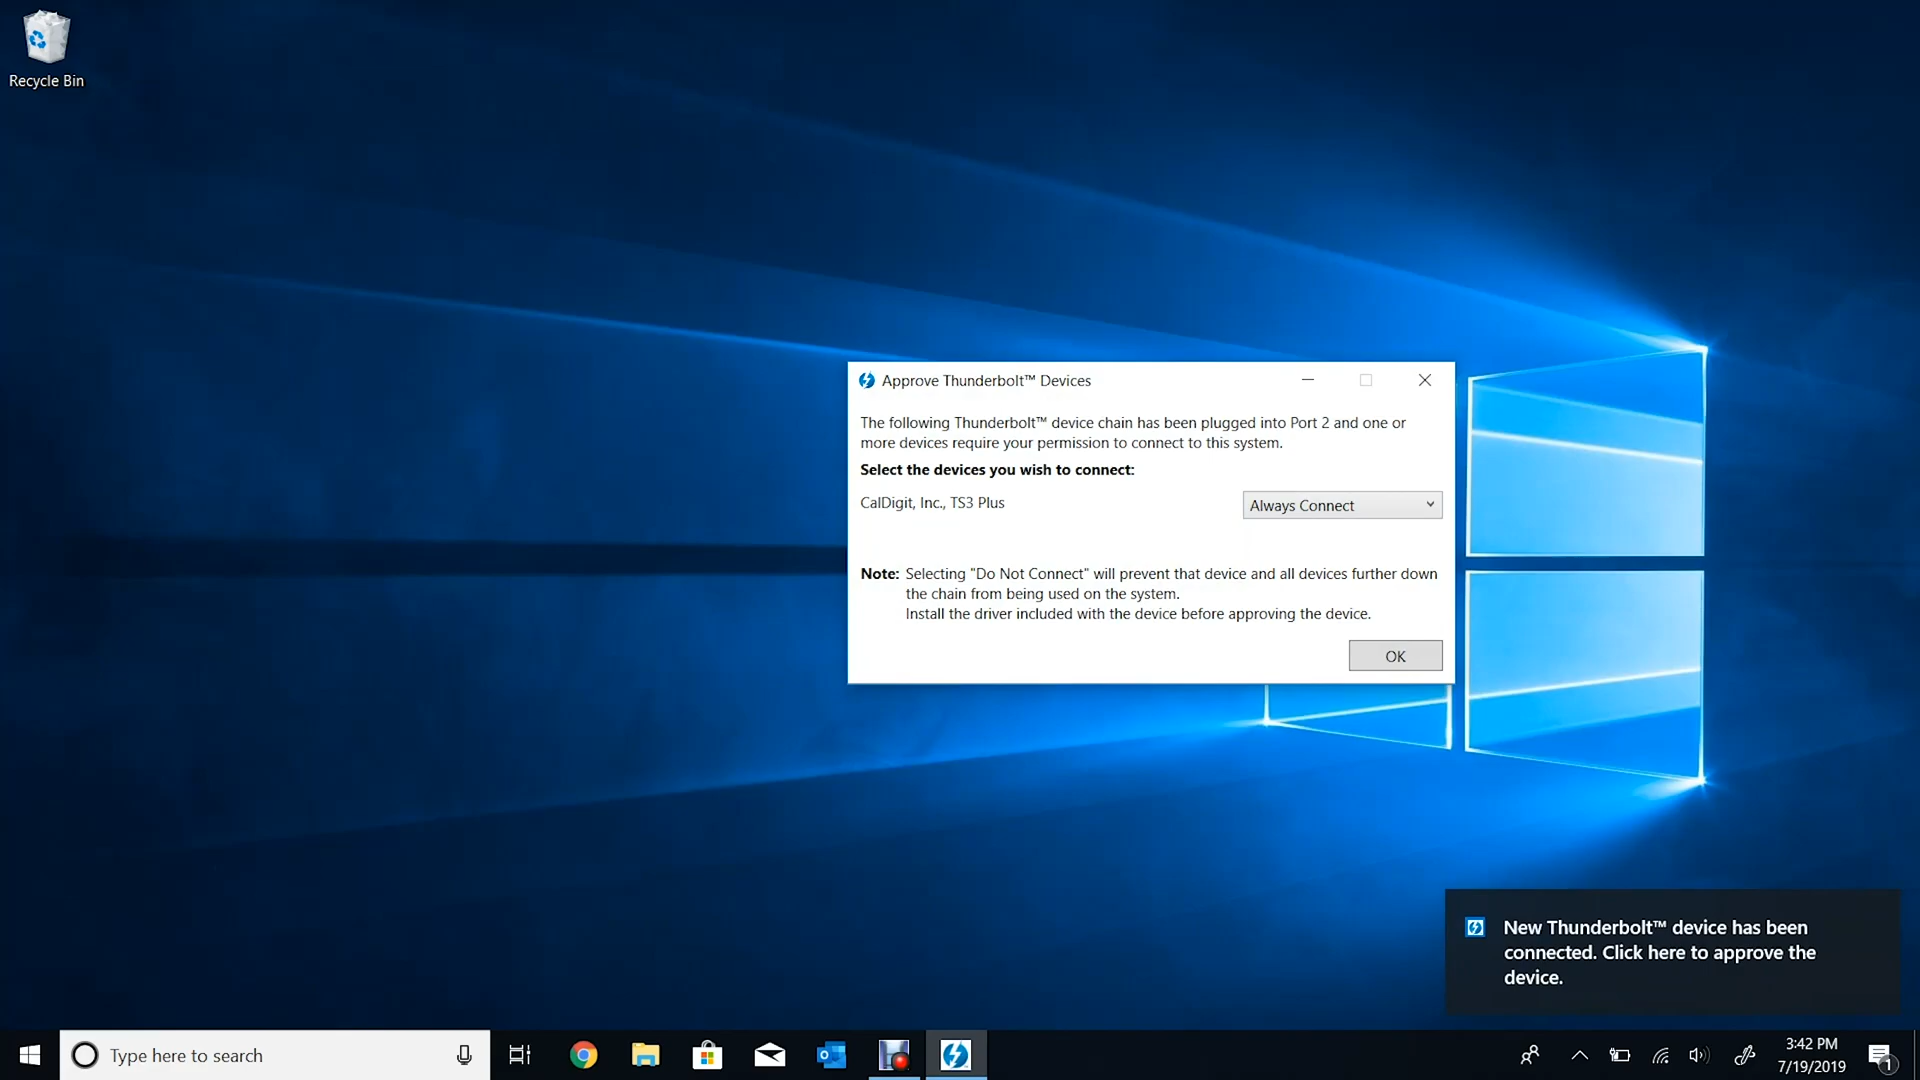 Recycle Bin
Approve Thunderbolt™ Devices
The following Thunderbolt™ device chain has been plugged into Port 2 and one or
more devices require your permission to connect to this system.
Select the devices you wish to connect:
CalDigit, Inc., TS3 Plus
Always Connect
Note: Selecting "Do Not Connect" will prevent that device and all devices further down
the chain from being used on the system.
Install the driver included with the device before approving the device.
OK
New Thunderbolt™ device has been
connected. Click here to approve the
device.
Type here to search
3:42 PM
7/19/2019
1